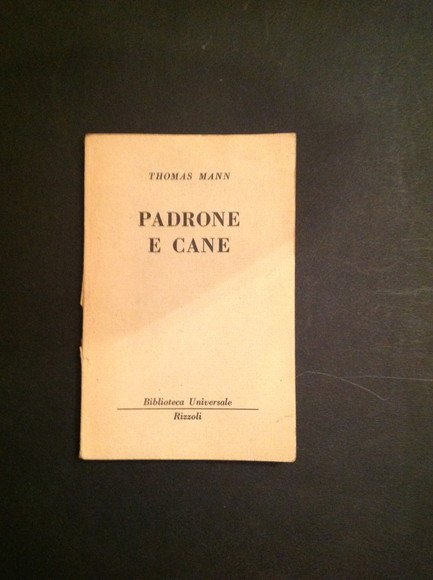 THOMAS MANN
PADRONE
E CANE
Biblioteca Universale
Rizzoli